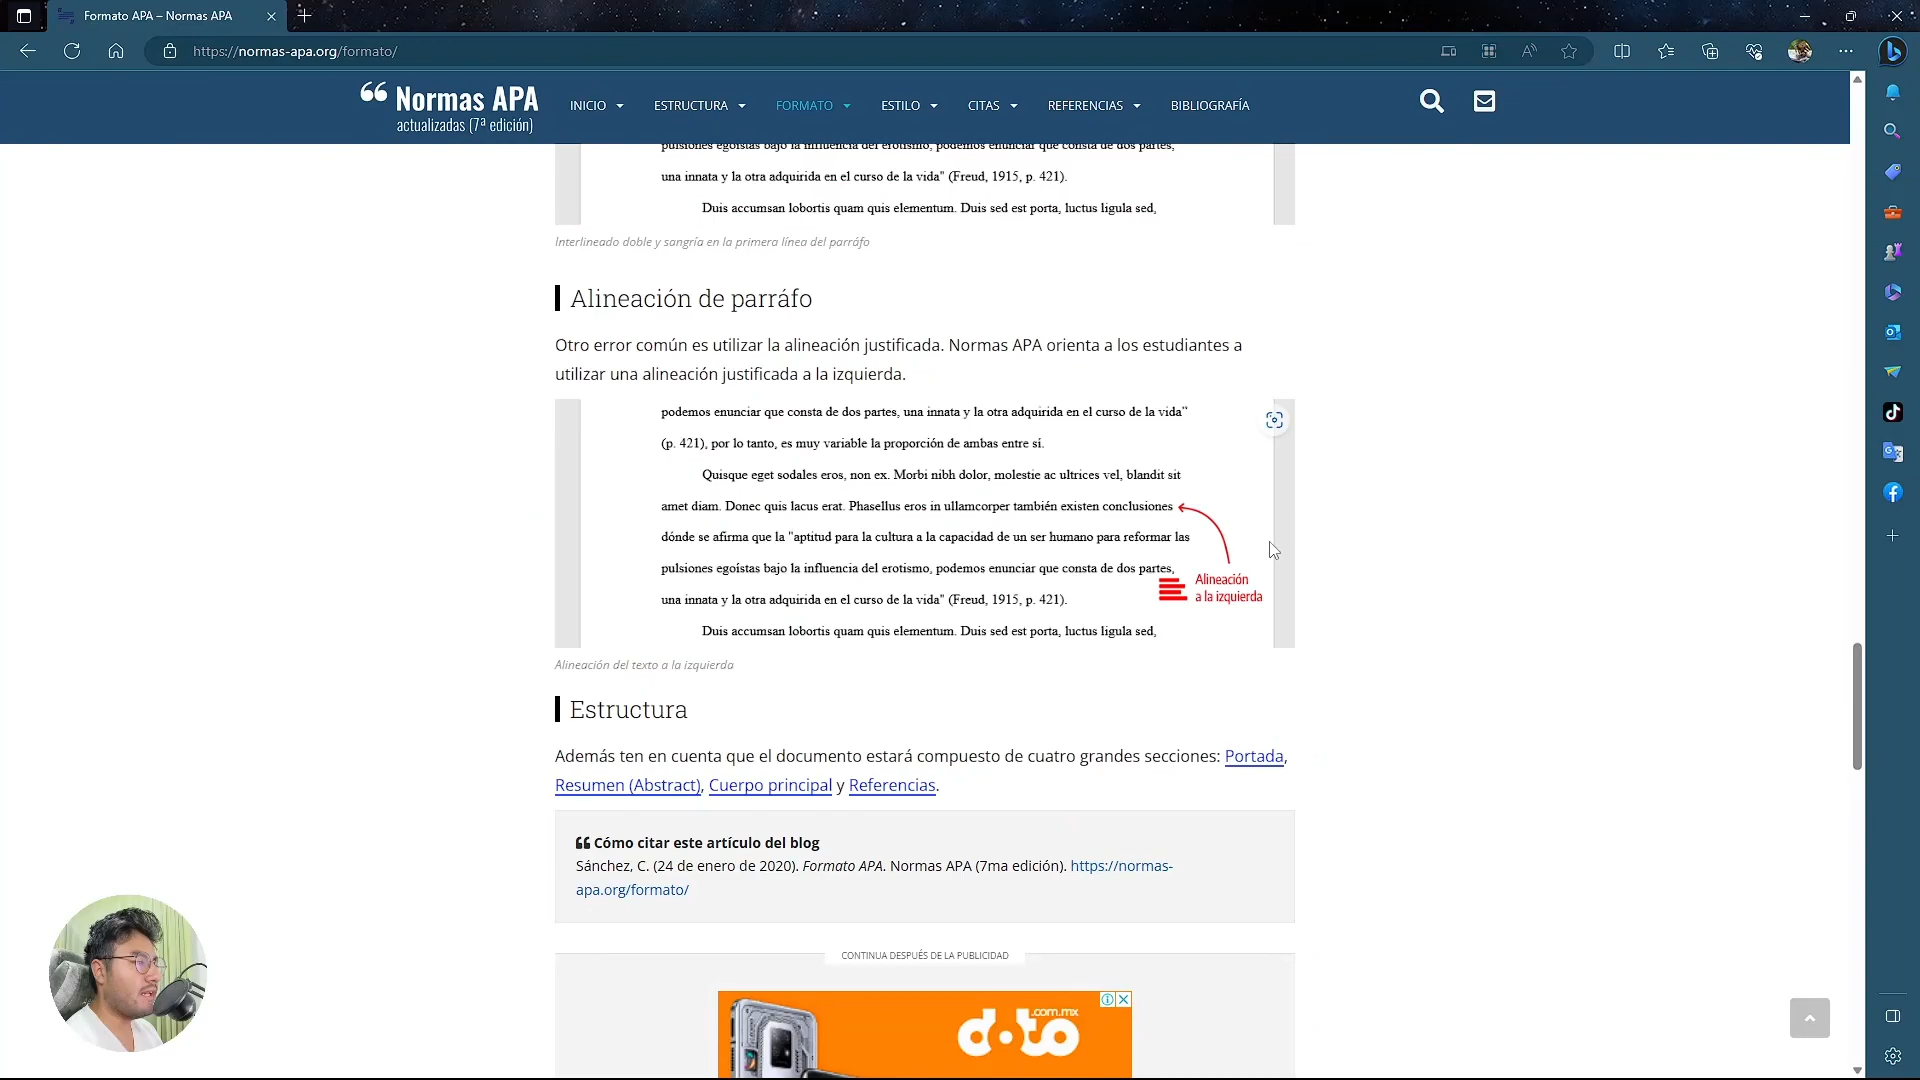 Formato APA – Normas APA
https://normas-apa.org/formato/
Normas APA
actualizadas (7ª edición)
INICIO
ESTRUCTURA
FORMATO
ESTILO
CITAS
REFERENCIAS
BIBLIOGRAFÍA
pulsiones egoístas bajo la influencia del erotismo, podemos enunciar que consta de dos partes,
una innata y la otra adquirida en el curso de la vida" (Freud, 1915, p. 421).
Duis accumsan lobortis quam quis elementum. Duis sed est porta, luctus ligula sed,
Interlineado doble y sangría en la primera línea del parráfo
Alineación de parráfo
Otro error común es utilizar la alineación justificada. Normas APA orienta a los estudiantes a
utilizar una alineación justificada a la izquierda.
podemos enunciar que consta de dos partes, una innata y la otra adquirida en el curso de la vida"
(p. 421), por lo tanto, es muy variable la proporción de ambas entre sí.
Quisque eget sodales eros, non ex. Morbi nibh dolor, molestie ac ultrices vel, blandit sit
amet diam. Donec quis lacus erat. Phasellus eros in ullamcorper también existen conclusiones
dónde se afirma que la "aptitud para la cultura a la capacidad de un ser humano para reformar las
pulsiones egoístas bajo la influencia del erotismo, podemos enunciar que consta de dos partes,
una innata y la otra adquirida en el curso de la vida" (Freud, 1915, p. 421).
Duis accumsan lobortis quam quis elementum. Duis sed est porta, luctus ligula sed,
Alineación
a la izquierda
Alineación del texto a la izquierda
Estructura
Además ten en cuenta que el documento estará compuesto de cuatro grandes secciones: Portada,
Resumen (Abstract), Cuerpo principal y Referencias.
Cómo citar este artículo del blog
Sánchez, C. (24 de enero de 2020). Formato APA. Normas APA (7ma edición). https://normas-
apa.org/formato/
CONTINUA DESPUÉS DE LA PUBLICIDAD
doto
.com.mx